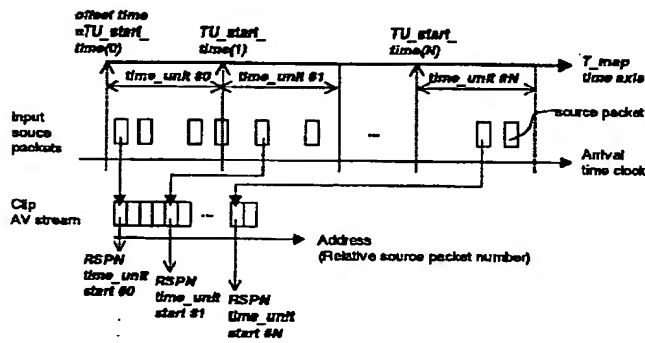 offset time
=TU_start_
time(0)
TU_start_
time(1)
TU_start_
time(N)
T_map
time axis
time_unit #0
time_unit #1
time_unit #N
Input
souce
packets
source packet
Arrival
time clock
Clip
AV stream
Address
(Relative source packet number)
RSPN
time_unit
start #0
RSPN
time_unit
start #1
RSPN
time_unit
start #N